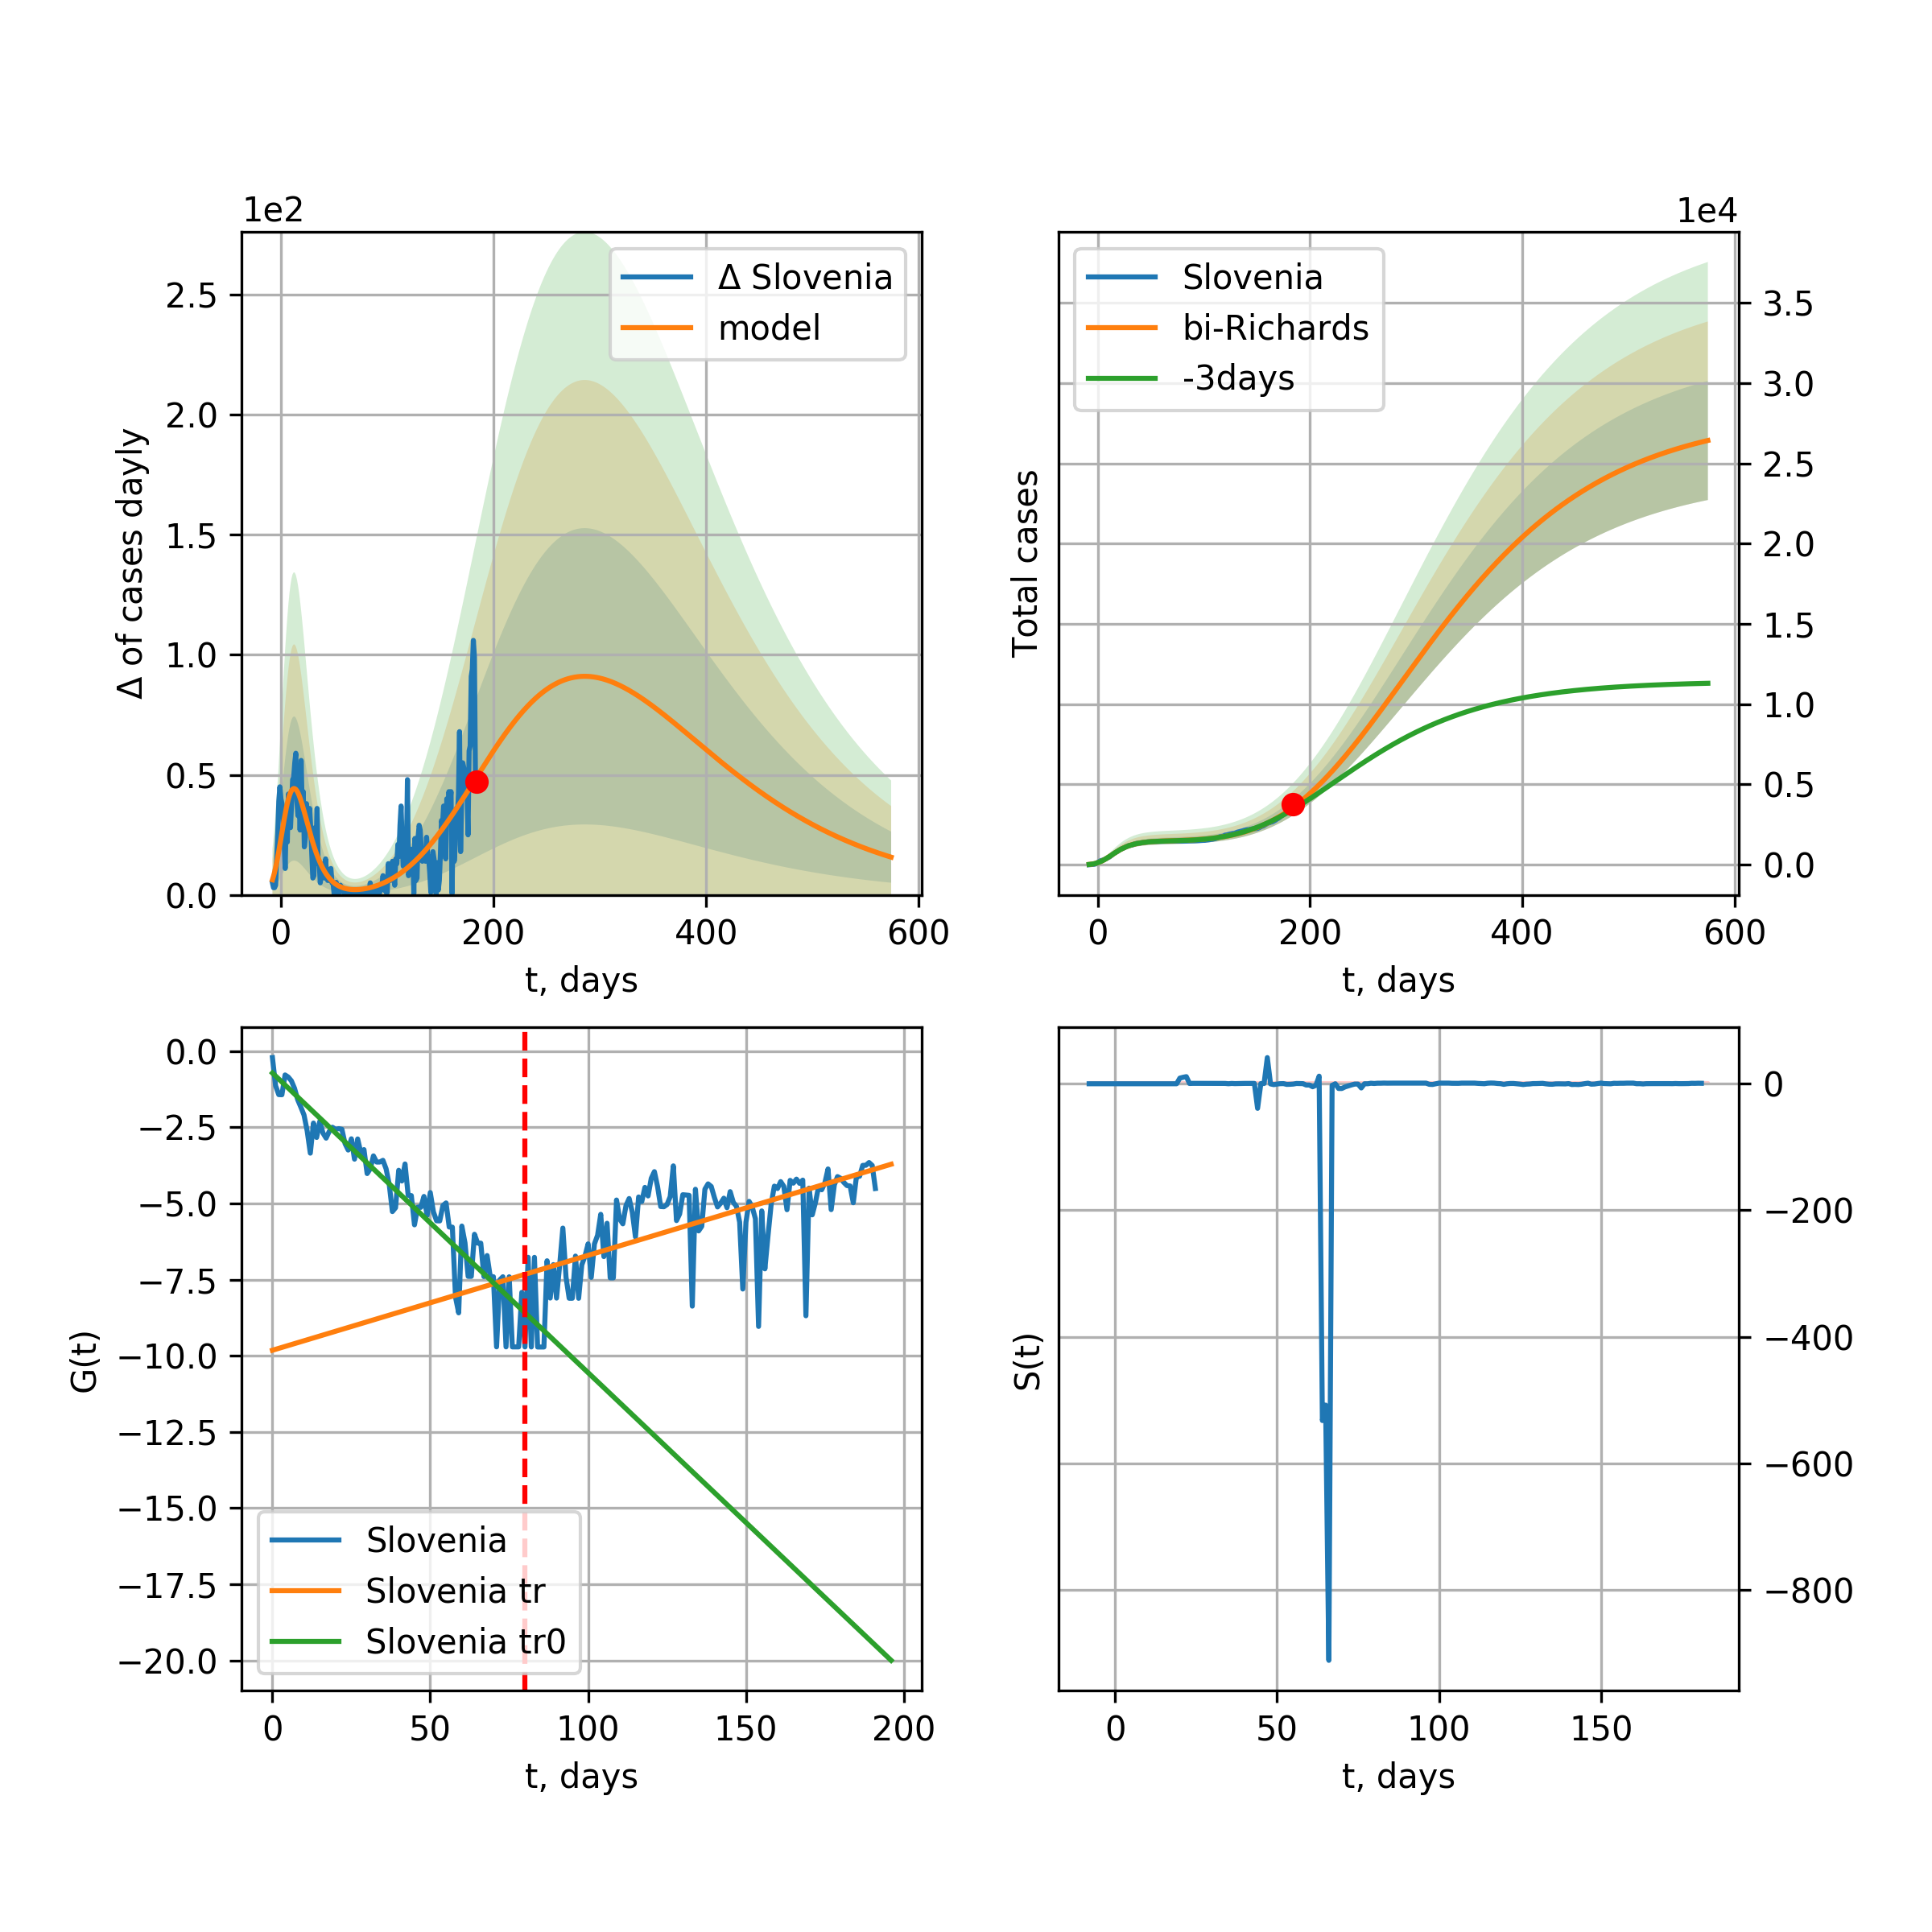 1e2
2.5
2.0
1.5
1.0
0.5
0.0
Δ of cases dayly
Δ Slovenia
model
0 200 400 600
t, days
1e4
Slovenia
bi-Richards
-3days
Total cases
3.5
3.0
2.5
2.0
1.5
1.0
0.5
0.0
0 200 400 600
t, days
0.0
−2.5
−5.0
−7.5
−10.0
−12.5
−15.0
−17.5
−20.0
G(t)
Slovenia
Slovenia tr
Slovenia tr0
0 50 100 150 200
t, days
S(t)
0
−200
−400
−600
−800
0 50 100 150
t, days